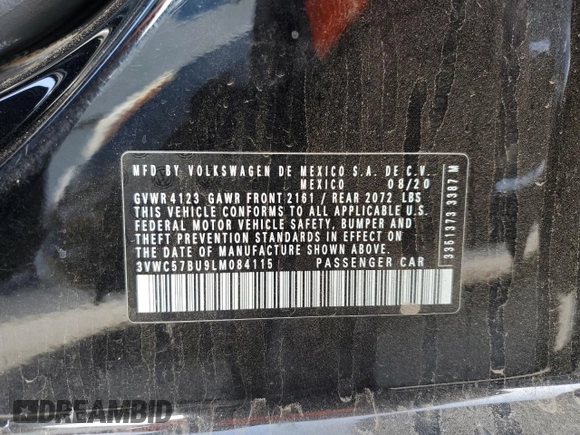 MFD BY VOLKSWAGEN DE MEXICO S.A. DE C.V.
MEXICO 08/20
GVWR 4123 GAWR FRONT 2161 / REAR 2072 LBS
THIS VEHICLE CONFORMS TO ALL APPLICABLE U.S.
FEDERAL MOTOR VEHICLE SAFETY, BUMPER AND
THEFT PREVENTION STANDARDS IN EFFECT ON
THE DATE OF MANUFACTURE SHOWN ABOVE.
3VWC57BU9LM084115 PASSENGER CAR
3361373 3387 M
DREAMBID